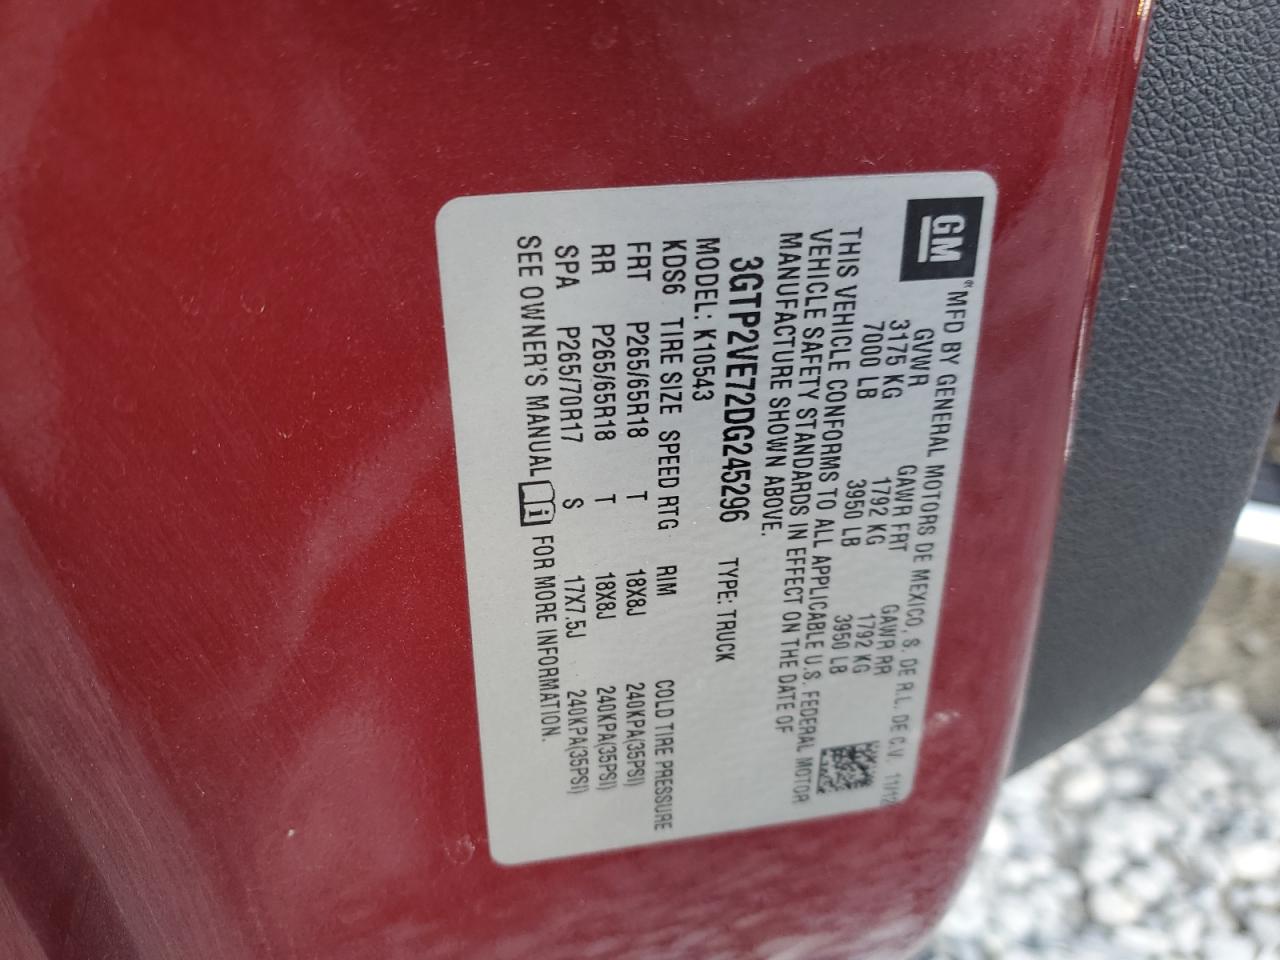 GM MFD BY GENERAL MOTORS DE MEXICO, S. DE R.L. DE C.V. 11/12
GVWR GAWR FRT GAWR RR
3175 KG 1792 KG 1792 KG
7000 LB 3950 LB 3950 LB
THIS VEHICLE CONFORMS TO ALL APPLICABLE U.S. FEDERAL MOTOR
VEHICLE SAFETY STANDARDS IN EFFECT ON THE DATE OF
MANUFACTURE SHOWN ABOVE.
3GTP2VE72DG245296 TYPE: TRUCK
MODEL: K10543
KDS6 TIRE SIZE SPEED RTG RIM COLD TIRE PRESSURE
FRT P265/65R18 T 18X8J 240KPA(35PSI)
RR P265/65R18 T 18X8J 240KPA(35PSI)
SPA P265/70R17 S 17X7.5J 240KPA(35PSI)
SEE OWNER'S MANUAL i FOR MORE INFORMATION.